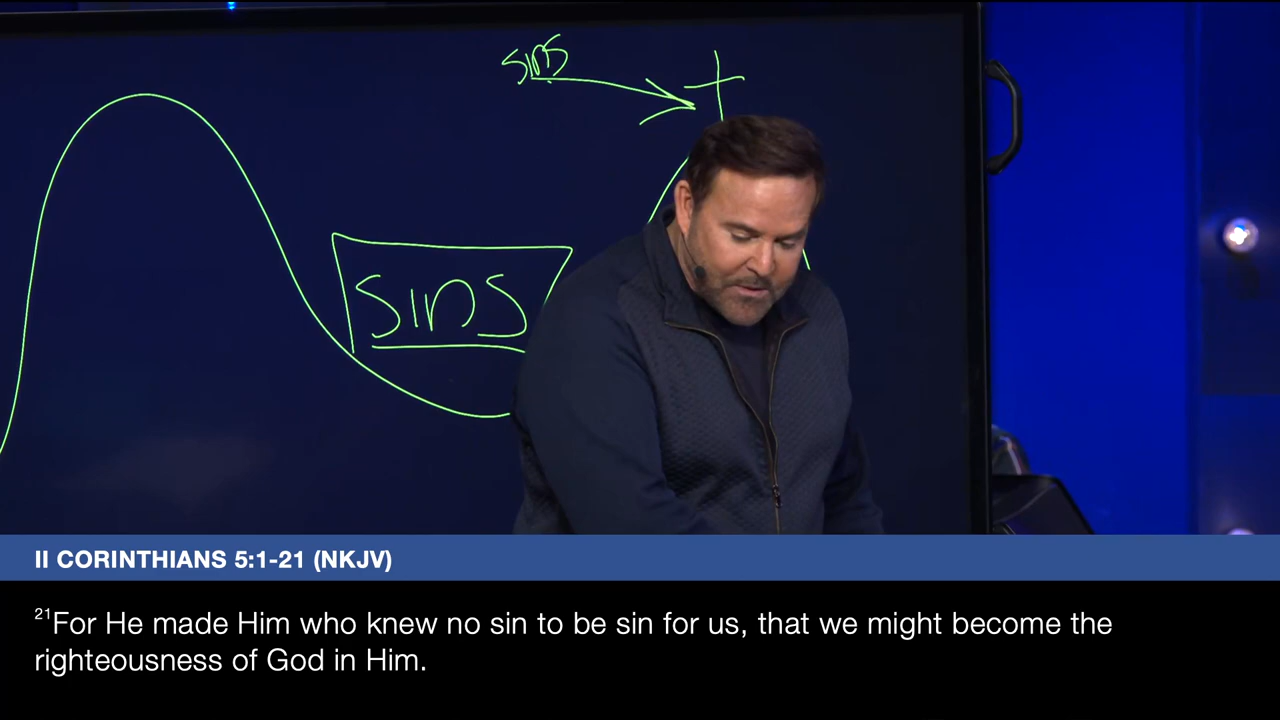 sins
sins
II CORINTHIANS 5:1-21 (NKJV)
21For He made Him who knew no sin to be sin for us, that we might become the
righteousness of God in Him.